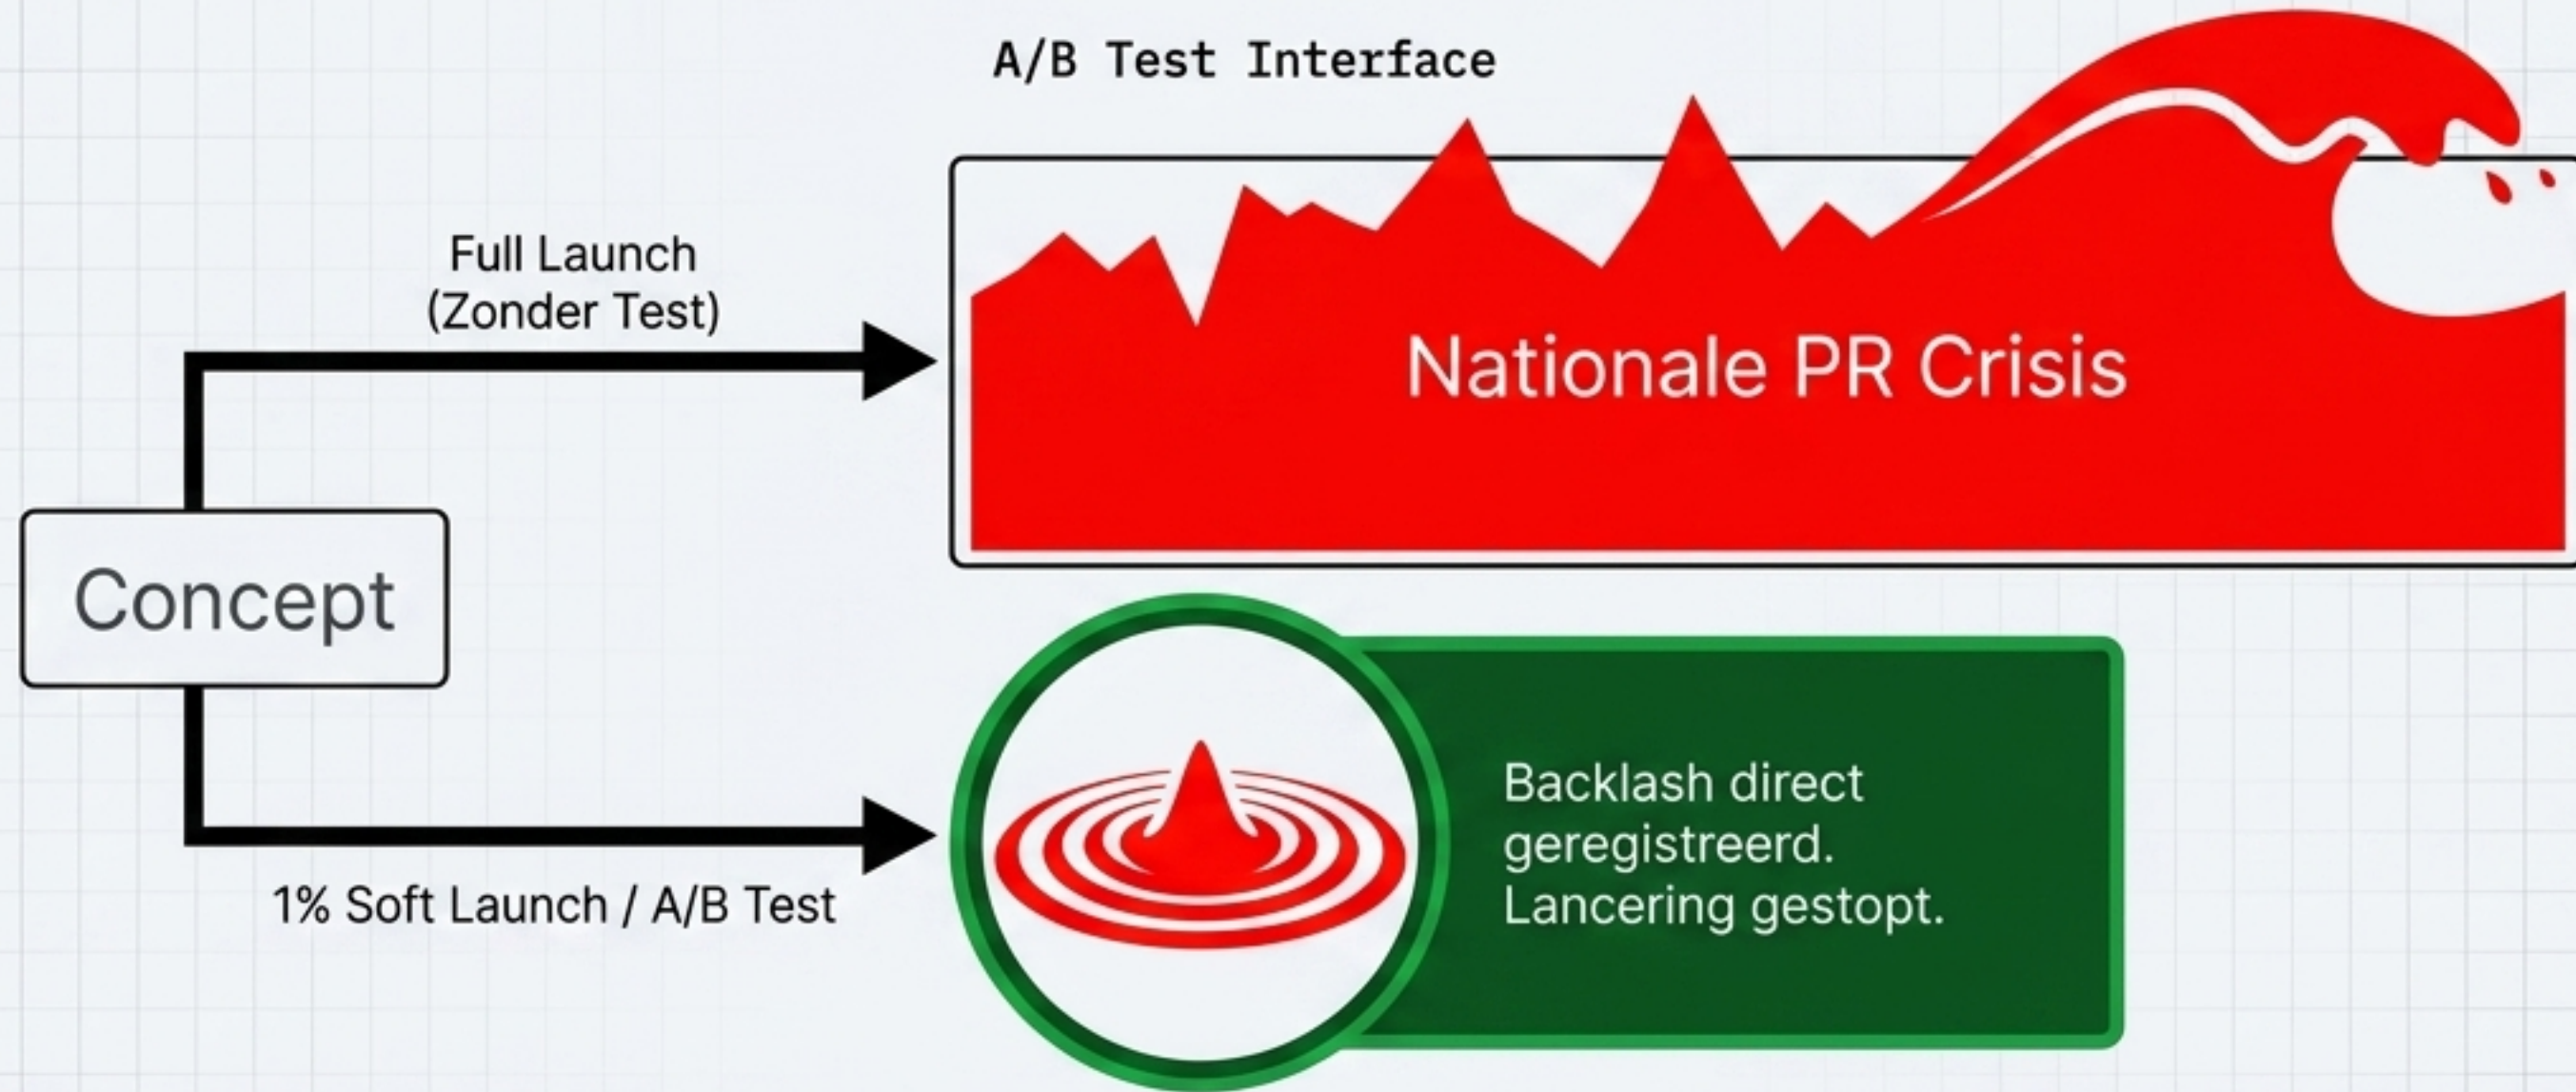 A/B Test Interface
Full Launch
(Zonder Test)
Nationale PR Crisis
Concept
Backlash direct
geregistreerd.
Lancering gestopt.
1% Soft Launch / A/B Test